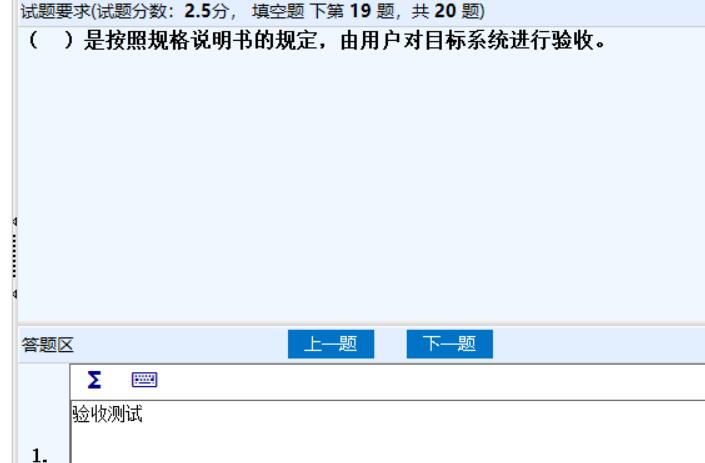 试题要求(试题分数：2.5分， 填空题 下第 19 题，共 20 题)
（　）是按照规格说明书的规定，由用户对目标系统进行验收。
答题区
上一题
下一题
Σ
验收测试
1.